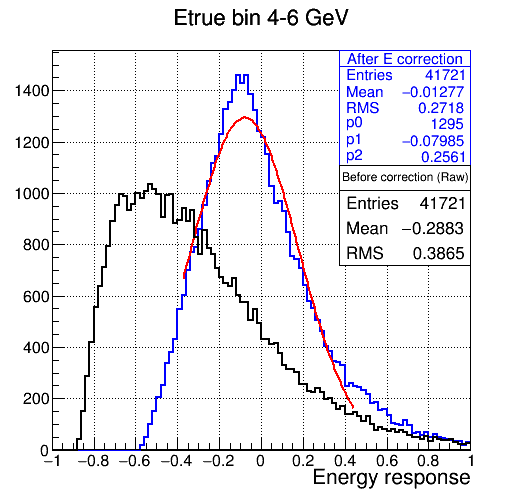 Etrue bin 4-6 GeV
After E correction
Entries 41721
Mean −0.01277
RMS 0.2718
p0 1295
p1 −0.07985
p2 0.2561
Before correction (Raw)
Entries 41721
Mean −0.2883
RMS 0.3865
1400
1200
1000
800
600
400
200
0
−1 −0.8 −0.6 −0.4 −0.2 0 0.2 0.4 0.6 0.8 1
Energy response